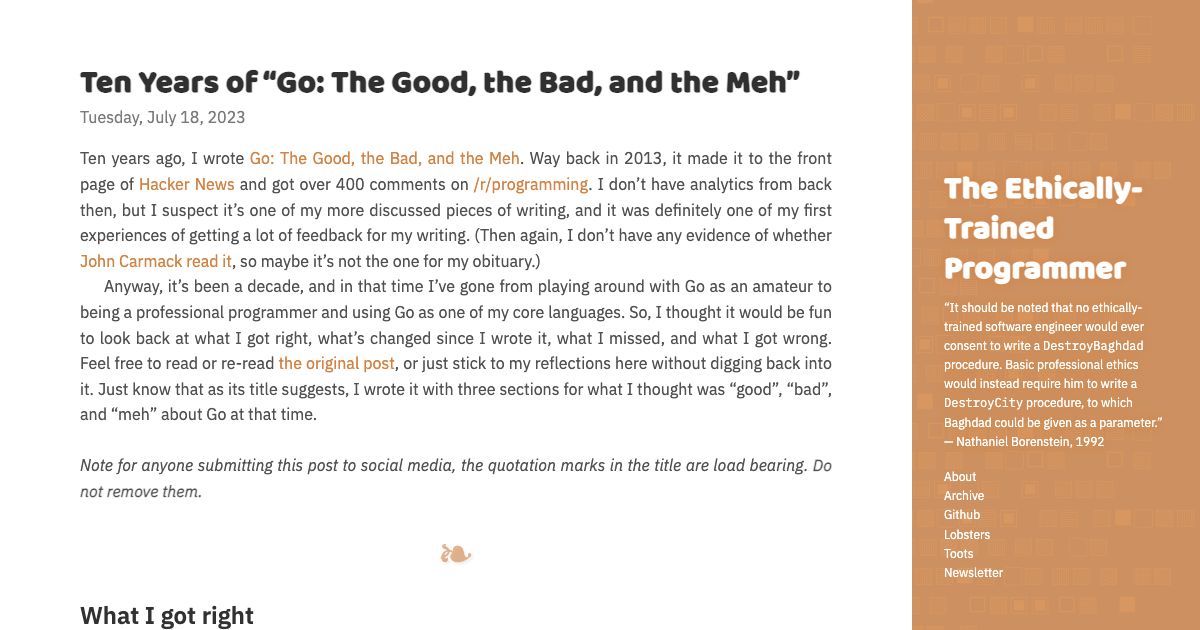 Ten Years of “Go: The Good, the Bad, and the Meh”
Tuesday, July 18, 2023
Ten years ago, I wrote Go: The Good, the Bad, and the Meh. Way back in 2013, it made it to the front
page of Hacker News and got over 400 comments on /r/programming. I don’t have analytics from back
then, but I suspect it’s one of my more discussed pieces of writing, and it was definitely one of my first
experiences of getting a lot of feedback for my writing. (Then again, I don’t have any evidence of whether
John Carmack read it, so maybe it’s not the one for my obituary.)
Anyway, it’s been a decade, and in that time I’ve gone from playing around with Go as an amateur to
being a professional programmer and using Go as one of my core languages. So, I thought it would be fun
to look back at what I got right, what’s changed since I wrote it, what I missed, and what I got wrong.
Feel free to read or re-read the original post, or just stick to my reflections here without digging back into
it. Just know that as its title suggests, I wrote it with three sections for what I thought was “good”, “bad”,
and “meh” about Go at that time.
Note for anyone submitting this post to social media, the quotation marks in the title are load bearing. Do
not remove them.
What I got right
The Ethically-
Trained
Programmer
“It should be noted that no ethically-
trained software engineer would ever
consent to write a DestroyBaghdad
procedure. Basic professional ethics
would instead require him to write a
DestroyCity procedure, to which
Baghdad could be given as a parameter.”
— Nathaniel Borenstein, 1992
About
Archive
Github
Lobsters
Toots
Newsletter